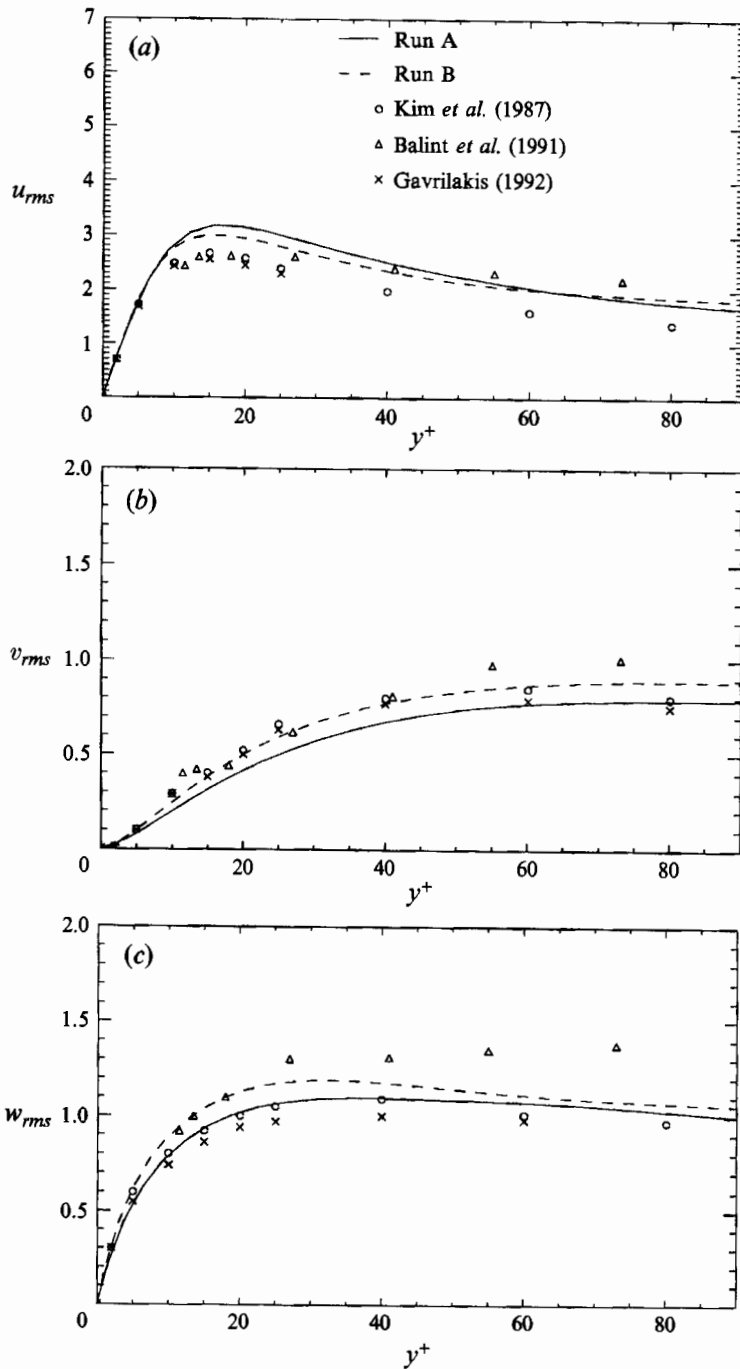 (a)
Run A
Run B
Kim et al. (1987)
Balint et al. (1991)
Gavrilakis (1992)
7
6
5
4
3
2
1
0
u_rms
20
40
60
80
y+
(b)
2.0
1.5
1.0
0.5
0
v_rms
20
40
60
80
y+
(c)
2.0
1.5
1.0
0.5
0
w_rms
20
40
60
80
y+